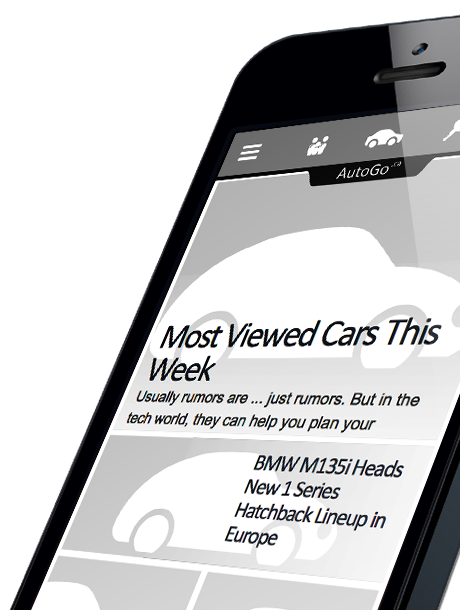 AutoGo.ca
Most Viewed Cars This
Week
Usually rumors are ... just rumors. But in the
tech world, they can help you plan your
BMW M135i Heads
New 1 Series
Hatchback Lineup in
Europe